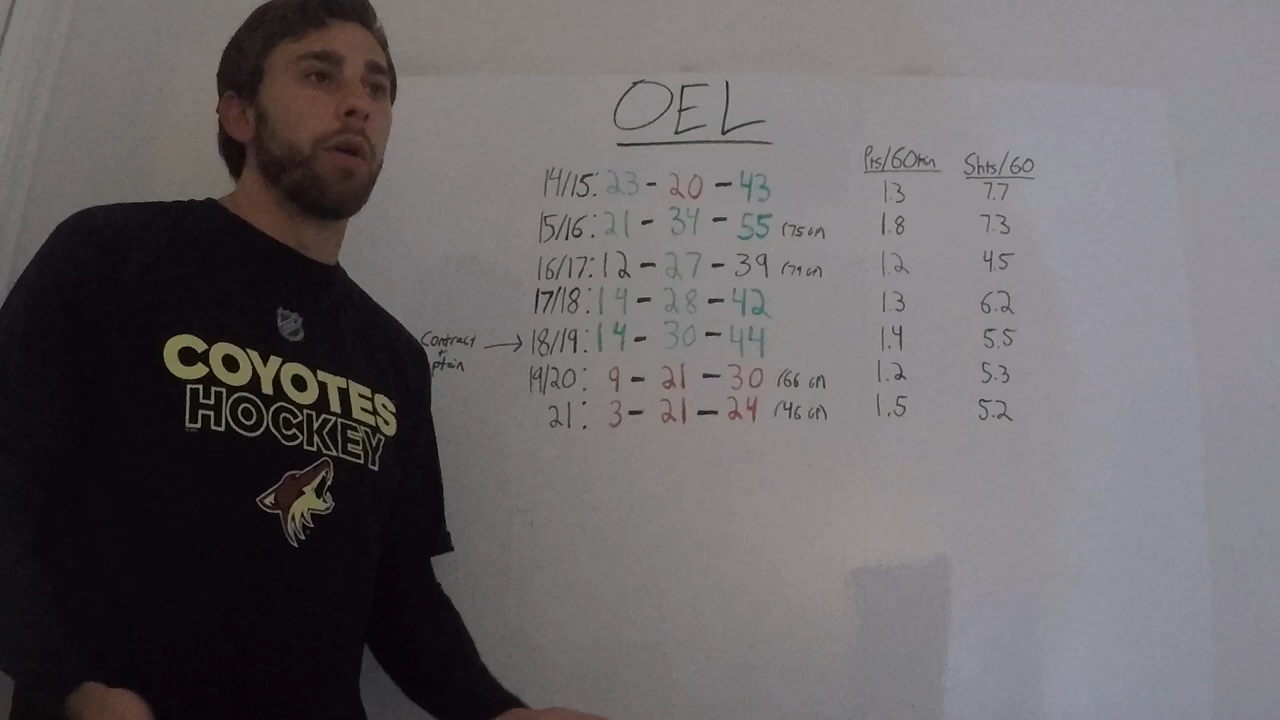 OEL
Pts/60min Shts/60
14/15: 23 - 20 - 43 1.3 7.7
15/16: 21 - 34 - 55 (75 GP) 1.8 7.3
16/17: 12 - 27 - 39 (79 GP) 1.2 4.5
17/18: 14 - 28 - 42 1.3 6.2
Contract → 18/19: 14 - 30 - 44 1.4 5.5
+
ptain
19/20: 9 - 21 - 30 (66 GP) 1.2 5.3
21: 3 - 21 - 24 (46 GP) 1.5 5.2
NHL
COYOTES
HOCKEY